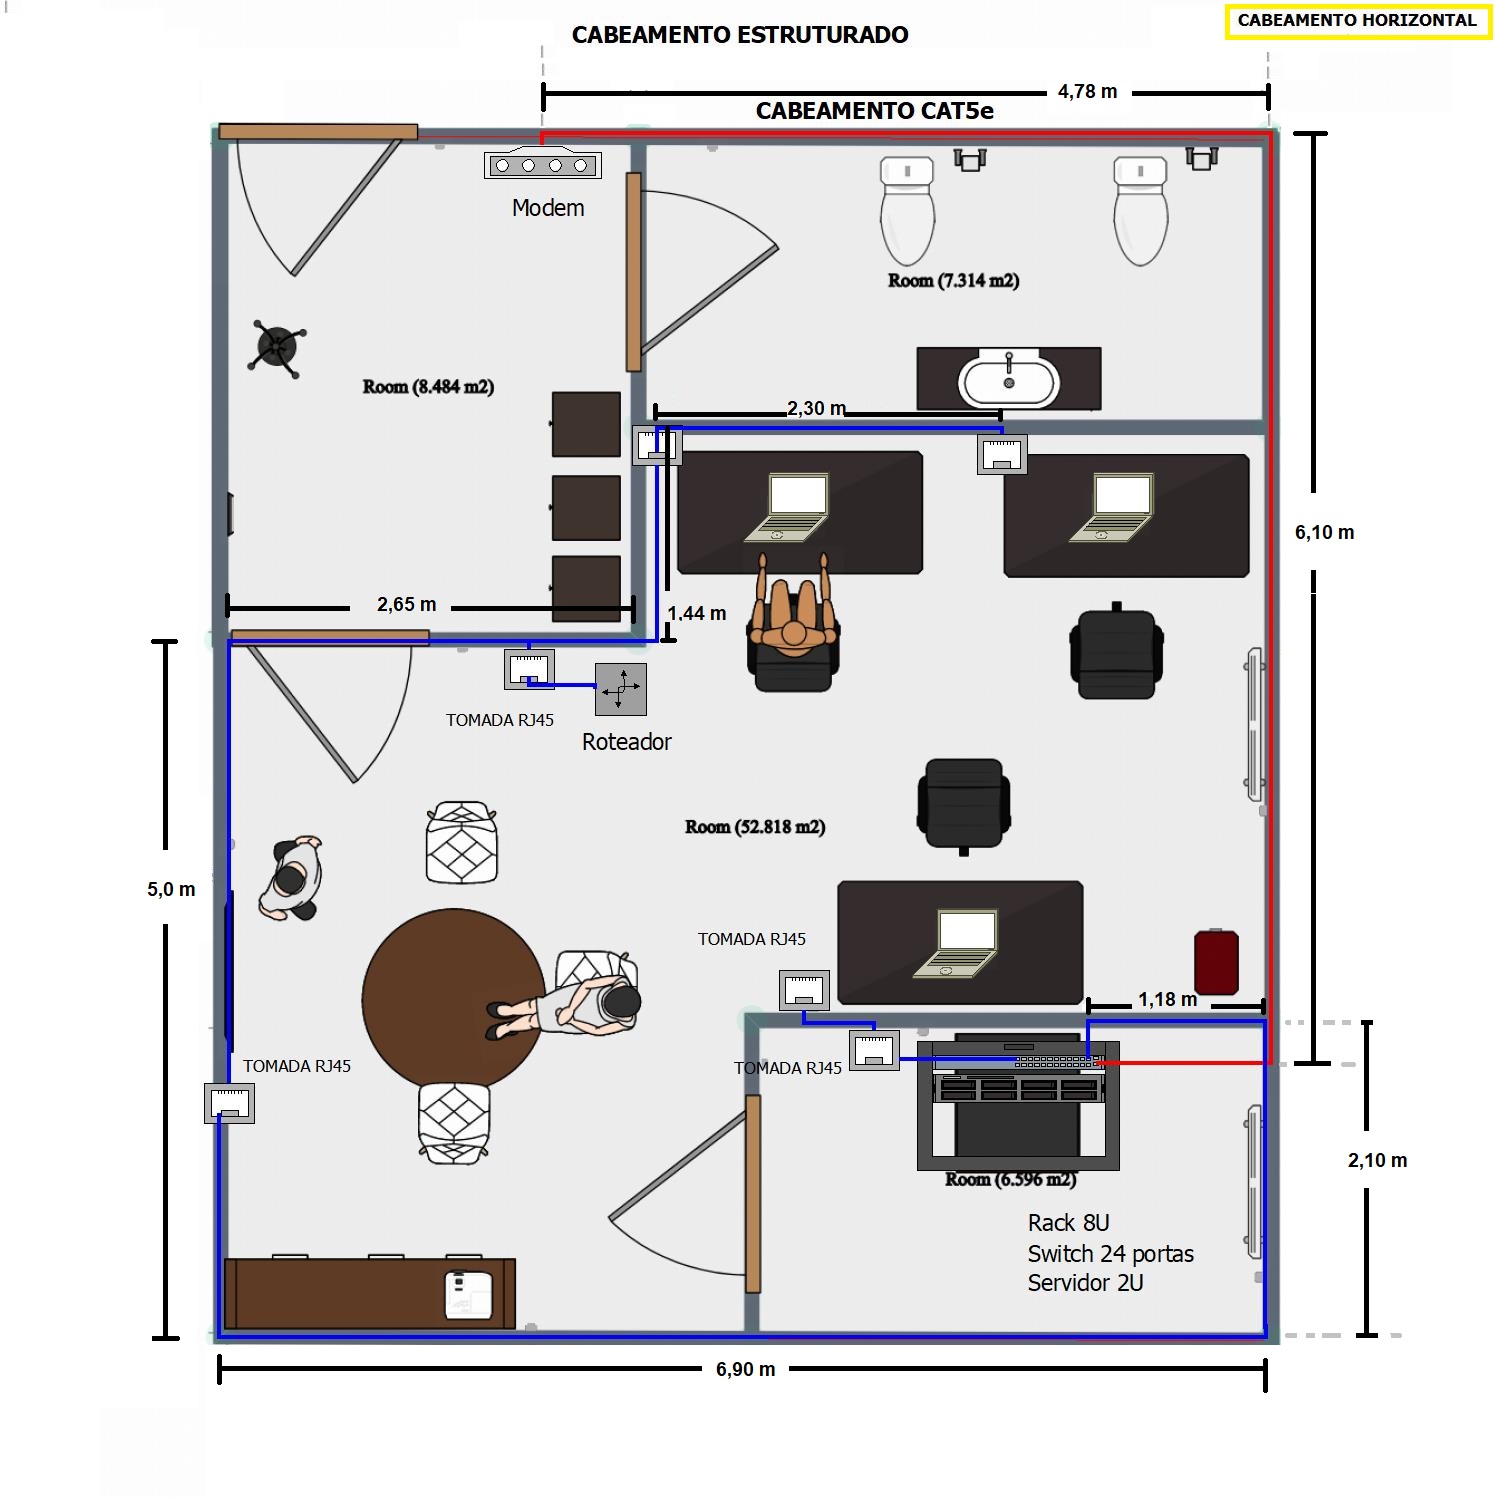 CABEAMENTO HORIZONTAL
CABEAMENTO ESTRUTURADO
4,78 m
CABEAMENTO CAT5e
Modem
Room (7.314 m2)
Room (8.484 m2)
2,30 m
6,10 m
2,65 m
1.44 m
TOMADA RJ45
Roteador
Room (52.818 m2)
5,0 m
TOMADA RJ45
1,18 m
TOMADA RJ45
TOMADA RJ45
2,10 m
Room (6.596 m2)
Rack 8U
Switch 24 portas
Servidor 2U
6,90 m